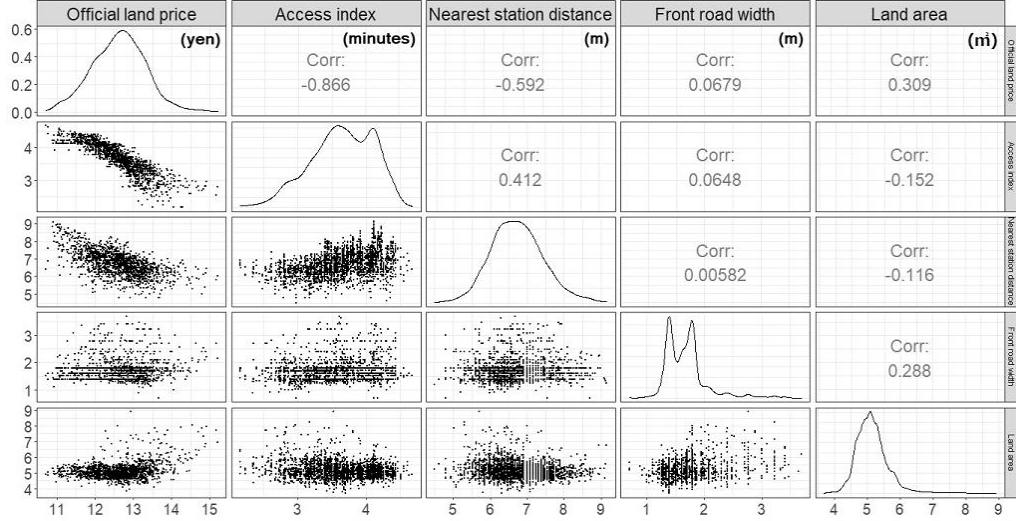 Official land price
Access index
Nearest station distance
Front road width
Land area
(yen)
(minutes)
(m)
(m)
(㎡)
0.6
0.4
0.2
0.0
Corr:
-0.866
Corr:
-0.592
Corr:
0.0679
Corr:
0.309
Official land price
4
3
Corr:
0.412
Corr:
0.0648
Corr:
-0.152
Access index
9
8
7
6
5
Corr:
0.00582
Corr:
-0.116
Nearest station distance
3
2
1
Corr:
0.288
Front road width
9
8
7
6
5
4
Land area
11 12 13 14 15
3 4
5 6 7 8 9
1 2 3
4 5 6 7 8 9